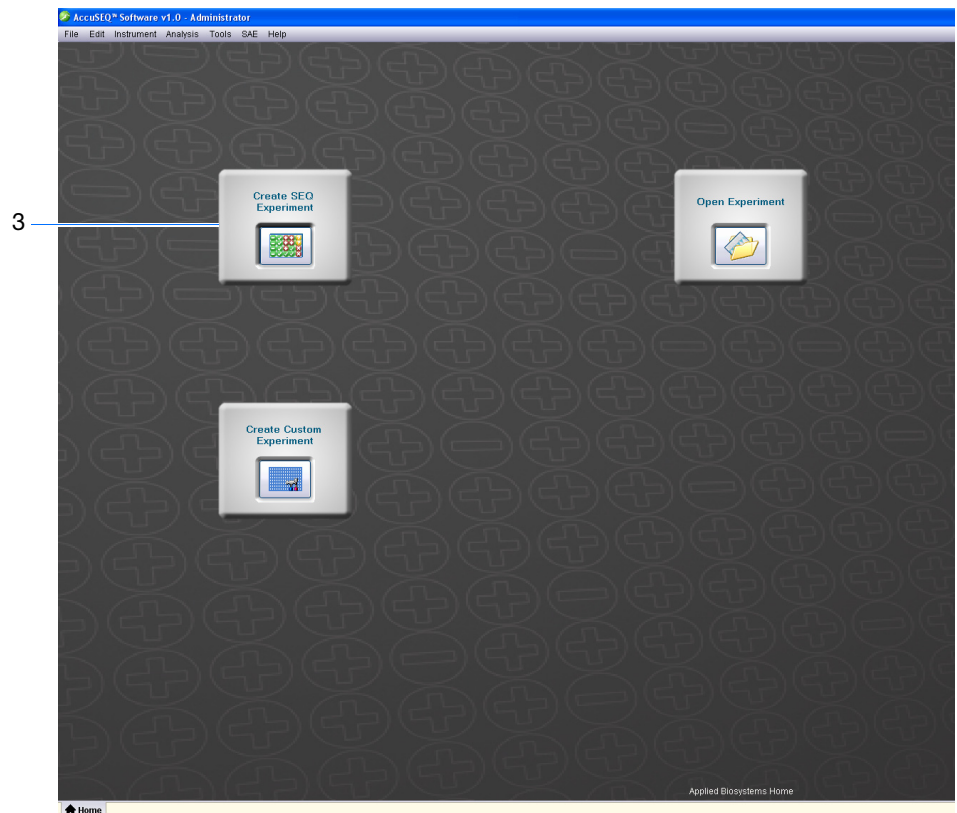 AccuSEQ™ Software v1.0 - Administrator
File Edit Instrument Analysis Tools SAE Help
3
Create SEQ
Experiment
Open Experiment
Create Custom
Experiment
Applied Biosystems Home
Home